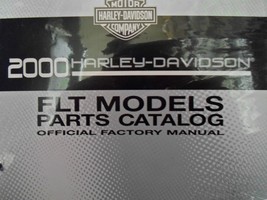 MOTOR
HARLEY-DAVIDSON
COMPANY
2000 HARLEY-DAVIDSON
FLT MODELS
PARTS CATALOG
OFFICIAL FACTORY MANUAL